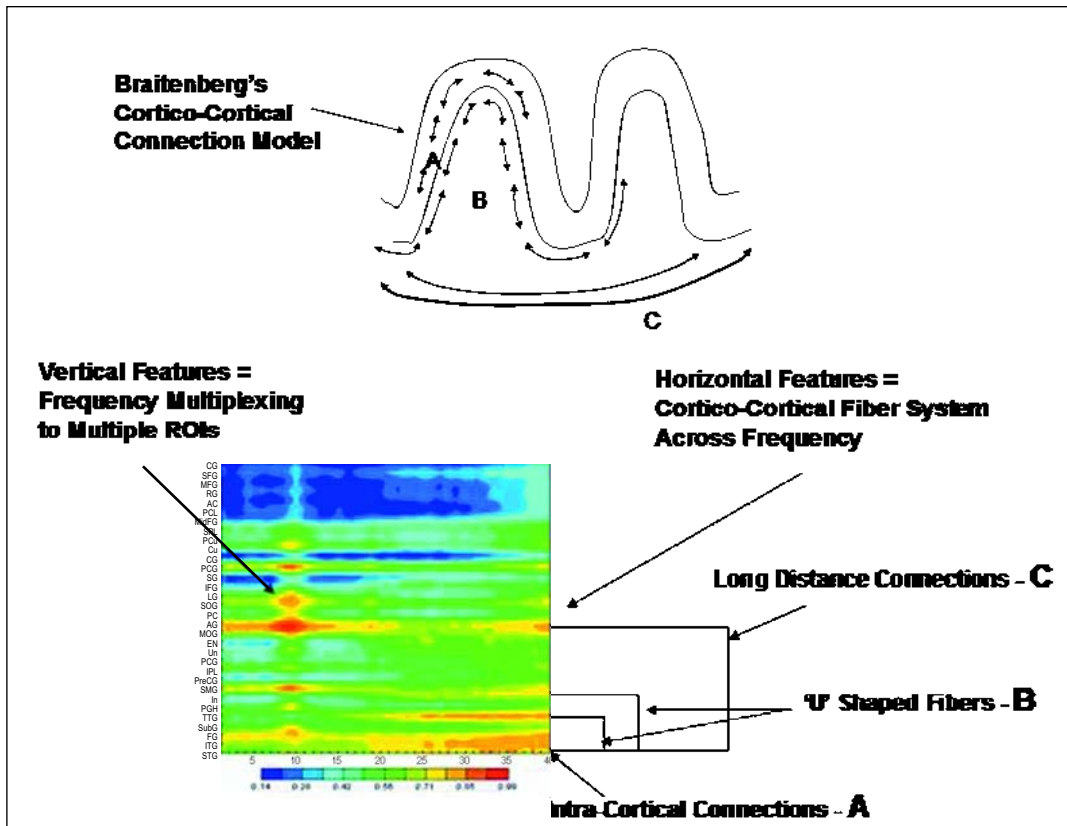 Braitenberg's
Cortico-Cortical
Connection Model
A
B
C
Vertical Features =
Frequency Multiplexing
to Multiple ROIs
Horizontal Features =
Cortico-Cortical Fiber System
Across Frequency
CG
SFG
MFG
RG
AC
PCL
MidFG
SPL
PCu
Cu
CG
PCG
SG
IFG
LG
SOG
PC
AG
MOG
EN
Un
PCG
IPL
PreCG
SMG
In
PGH
TTG
SubG
FG
ITG
STG
5 10 15 20 25 30 35 40
0.14 0.28 0.42 0.56 0.71 0.85 0.99
Long Distance Connections - C
'U' Shaped Fibers - B
Intra-Cortical Connections - A